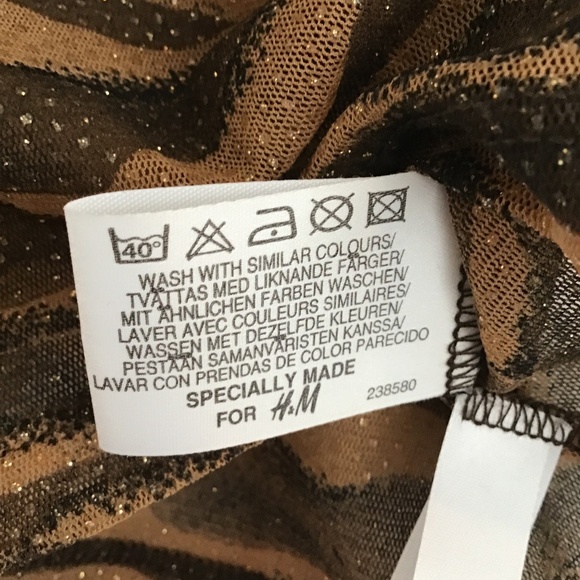 40°
WASH WITH SIMILAR COLOURS/
TVÄTTAS MED LIKNANDE FÄRGER/
MIT ÄHNLICHEN FARBEN WASCHEN/
LAVER AVEC COULEURS SIMILAIRES/
WASSEN MET DEZELFDE KLEUREN/
PESTÄÄN SAMANVÄRISTEN KANSSA/
LAVAR CON PRENDAS DE COLOR PARECIDO
SPECIALLY MADE
FOR H&M 238580